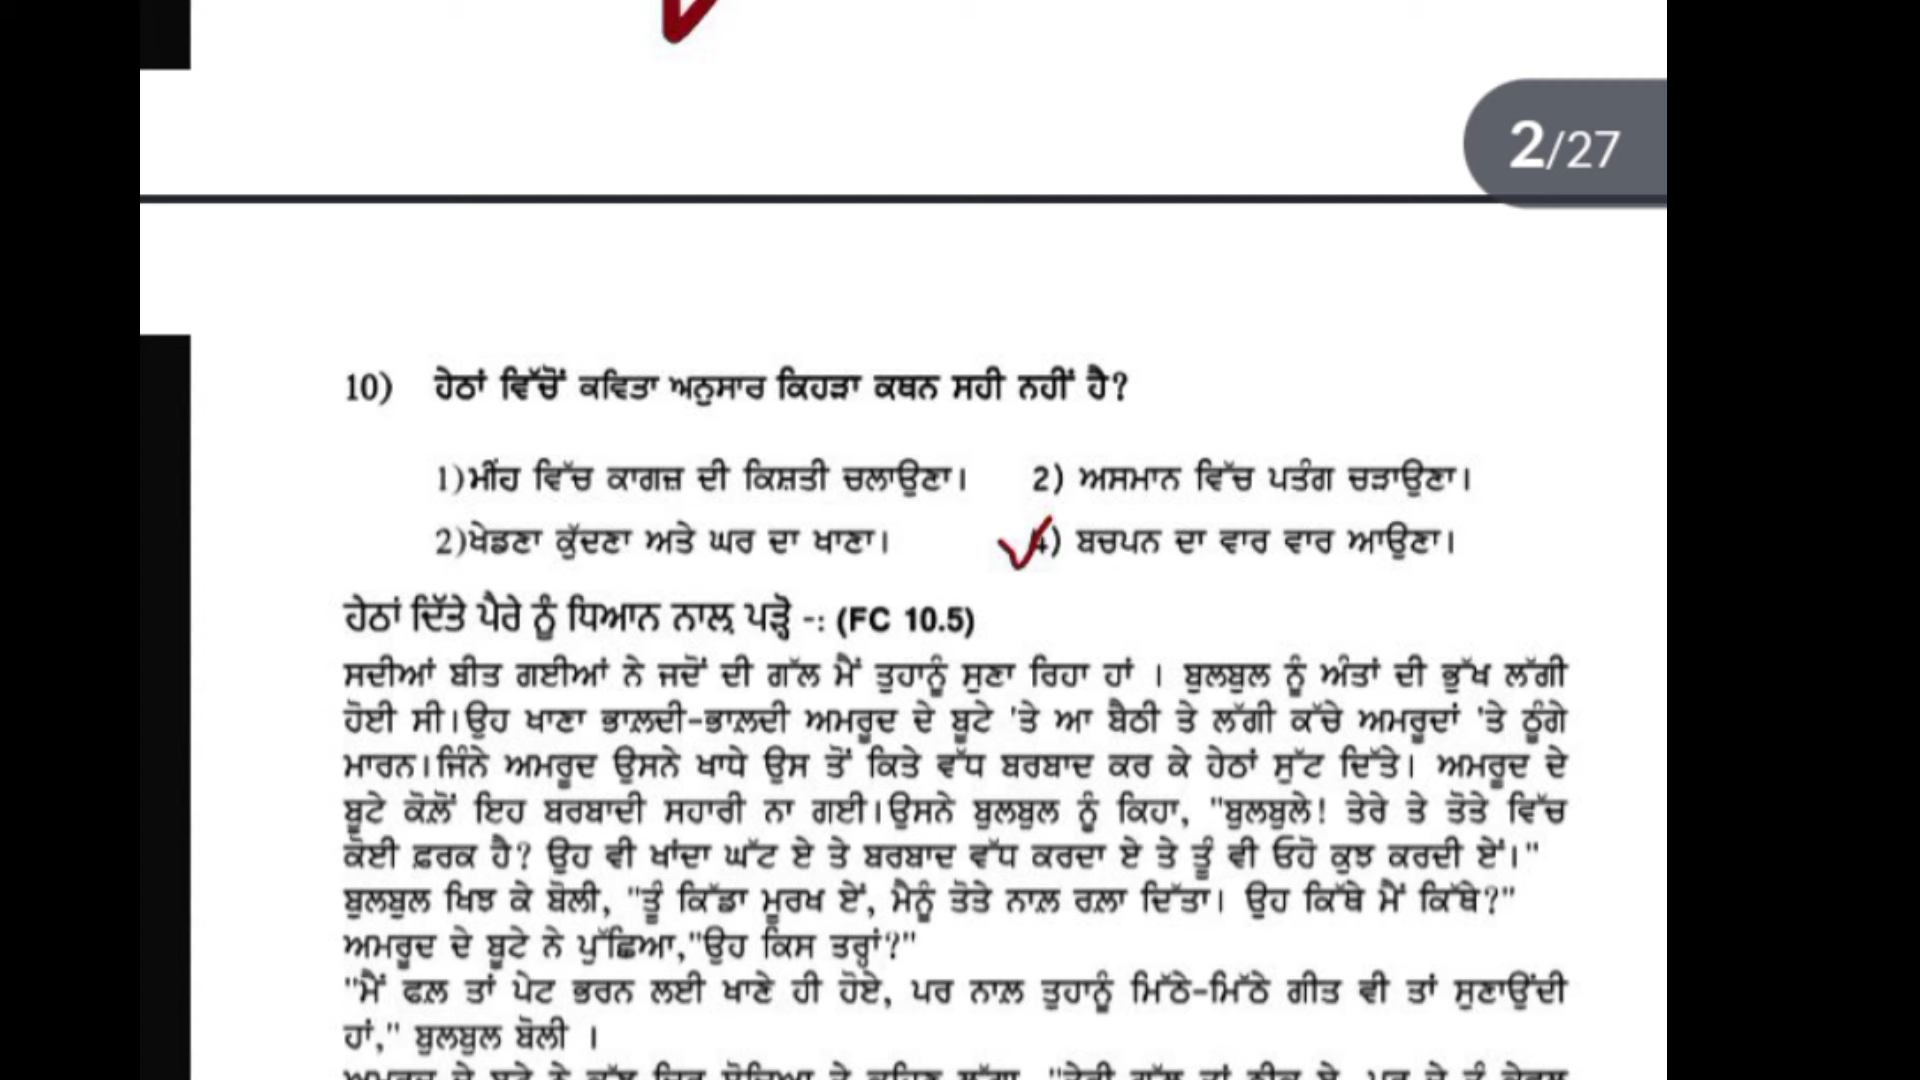 2/27
10) ਹੇਠਾਂ ਵਿੱਚੋਂ ਕਵਿਤਾ ਅਨੁਸਾਰ ਕਿਹੜਾ ਕਥਨ ਸਹੀ ਨਹੀਂ ਹੈ?
1)ਮੀਂਹ ਵਿੱਚ ਕਾਗਜ਼ ਦੀ ਕਿਸ਼ਤੀ ਚਲਾਉਣਾ। 2) ਅਸਮਾਨ ਵਿੱਚ ਪਤੰਗ ਚੜਾਉਣਾ।
2)ਖੇਡਣਾ ਕੁੱਦਣਾ ਅਤੇ ਘਰ ਦਾ ਖਾਣਾ। 4) ਬਚਪਨ ਦਾ ਵਾਰ ਵਾਰ ਆਉਣਾ।
ਹੇਠਾਂ ਦਿੱਤੇ ਪੈਰੇ ਨੂੰ ਧਿਆਨ ਨਾਲ਼ ਪੜ੍ਹੋ -: (FC 10.5)
ਸਦੀਆਂ ਬੀਤ ਗਈਆਂ ਨੇ ਜਦੋਂ ਦੀ ਗੱਲ ਮੈਂ ਤੁਹਾਨੂੰ ਸੁਣਾ ਰਿਹਾ ਹਾਂ । ਬੁਲਬੁਲ ਨੂੰ ਅੰਤਾਂ ਦੀ ਭੁੱਖ ਲੱਗੀ
ਹੋਈ ਸੀ।ਉਹ ਖਾਣਾ ਭਾਲ਼ਦੀ-ਭਾਲ਼ਦੀ ਅਮਰੂਦ ਦੇ ਬੂਟੇ 'ਤੇ ਆ ਬੈਠੀ ਤੇ ਲੱਗੀ ਕੱਚੇ ਅਮਰੂਦਾਂ 'ਤੇ ਠੂੰਗੇ
ਮਾਰਨ।ਜਿੰਨੇ ਅਮਰੂਦ ਉਸਨੇ ਖਾਧੇ ਉਸ ਤੋਂ ਕਿਤੇ ਵੱਧ ਬਰਬਾਦ ਕਰ ਕੇ ਹੇਠਾਂ ਸੁੱਟ ਦਿੱਤੇ। ਅਮਰੂਦ ਦੇ
ਬੂਟੇ ਕੋਲ਼ੋਂ ਇਹ ਬਰਬਾਦੀ ਸਹਾਰੀ ਨਾ ਗਈ।ਉਸਨੇ ਬੁਲਬੁਲ ਨੂੰ ਕਿਹਾ, "ਬੁਲਬੁਲੇ! ਤੇਰੇ ਤੇ ਤੋਤੇ ਵਿੱਚ
ਕੋਈ ਫ਼ਰਕ ਹੈ? ਉਹ ਵੀ ਖਾਂਦਾ ਘੱਟ ਏ ਤੇ ਬਰਬਾਦ ਵੱਧ ਕਰਦਾ ਏ ਤੇ ਤੂੰ ਵੀ ਓਹੋ ਕੁਝ ਕਰਦੀ ਏਂ।"
ਬੁਲਬੁਲ ਖਿਝ ਕੇ ਬੋਲੀ, "ਤੂੰ ਕਿੱਡਾ ਮੂਰਖ ਏਂ, ਮੈਨੂੰ ਤੋਤੇ ਨਾਲ਼ ਰਲ਼ਾ ਦਿੱਤਾ। ਉਹ ਕਿੱਥੇ ਮੈਂ ਕਿੱਥੇ?"
ਅਮਰੂਦ ਦੇ ਬੂਟੇ ਨੇ ਪੁੱਛਿਆ,"ਉਹ ਕਿਸ ਤਰ੍ਹਾਂ?"
"ਮੈਂ ਫਲ਼ ਤਾਂ ਪੇਟ ਭਰਨ ਲਈ ਖਾਣੇ ਹੀ ਹੋਏ, ਪਰ ਨਾਲ਼ ਤੁਹਾਨੂੰ ਮਿੱਠੇ-ਮਿੱਠੇ ਗੀਤ ਵੀ ਤਾਂ ਸੁਣਾਉਂਦੀ
ਹਾਂ," ਬੁਲਬੁਲ ਬੋਲੀ ।